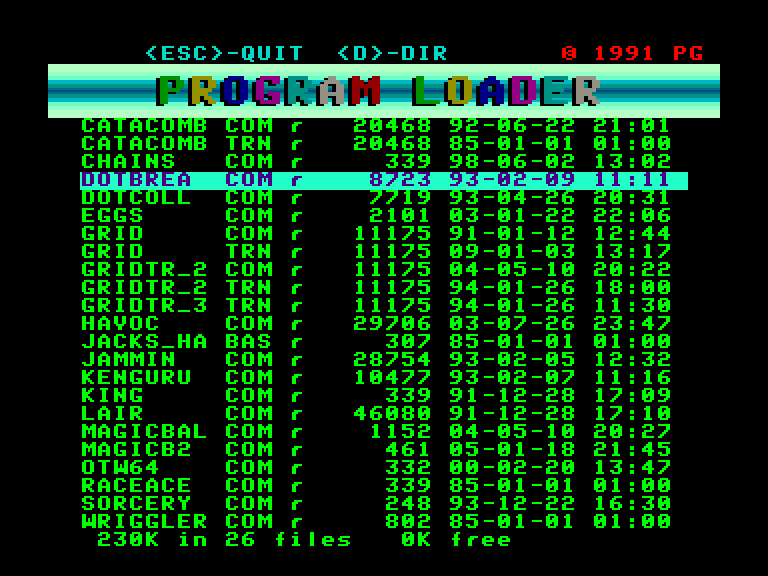 <ESC>-QUIT <D>-DIR © 1991 PG
PROGRAM LOADER
CATACOMB COM r 20468 92-06-22 21:01
CATACOMB TRN r 20468 85-01-01 01:00
CHAINS COM r 339 98-06-02 13:02
DOTBREA COM r 8723 93-02-09 11:11
DOTCOLL COM r 7719 93-04-26 20:31
EGGS COM r 2101 03-01-22 22:06
GRID COM r 11175 91-01-12 12:44
GRID TRN r 11175 09-01-03 13:17
GRIDTR_2 COM r 11175 04-05-10 20:22
GRIDTR_2 TRN r 11175 94-01-26 18:00
GRIDTR_3 TRN r 11175 94-01-26 11:30
HAVOC COM r 29706 03-07-26 23:47
JACKS_HA BAS r 307 85-01-01 01:00
JAMMIN COM r 28754 93-02-05 12:32
KENGURU COM r 10477 93-02-07 11:16
KING COM r 339 91-12-28 17:09
LAIR COM r 46080 91-12-28 17:10
MAGICBAL COM r 1152 04-05-10 20:27
MAGICB2 COM r 461 05-01-18 21:45
OTW64 COM r 332 00-02-20 13:47
RACEACE COM r 339 85-01-01 01:00
SORCERY COM r 248 93-12-22 16:30
WRIGGLER COM r 802 85-01-01 01:00
230K in 26 files 0K free